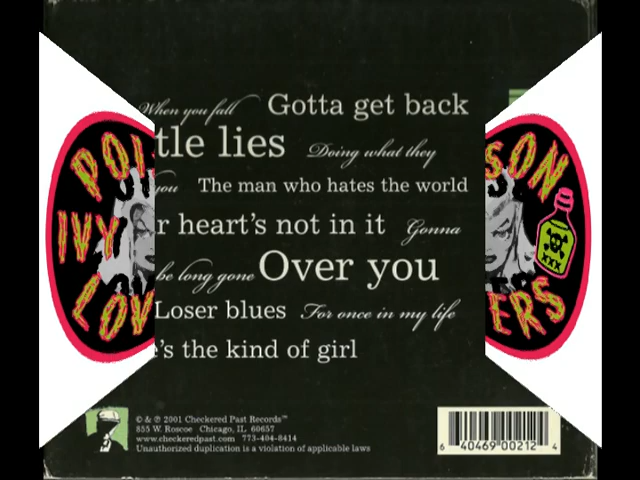 When you fall Gotta get back
tle lies Doing what they
you The man who hates the world
r heart's not in it Gonna
be long gone Over you
Loser blues For once in my life
e's the kind of girl
POI SON
IVY
LOV ERS
XXX
© & ℗ 2001 Checkered Past Records™
855 W. Roscoe Chicago, IL 60657
www.checkeredpast.com 773-404-8414
Unauthorized duplication is a violation of applicable laws
6 40469 00212 4